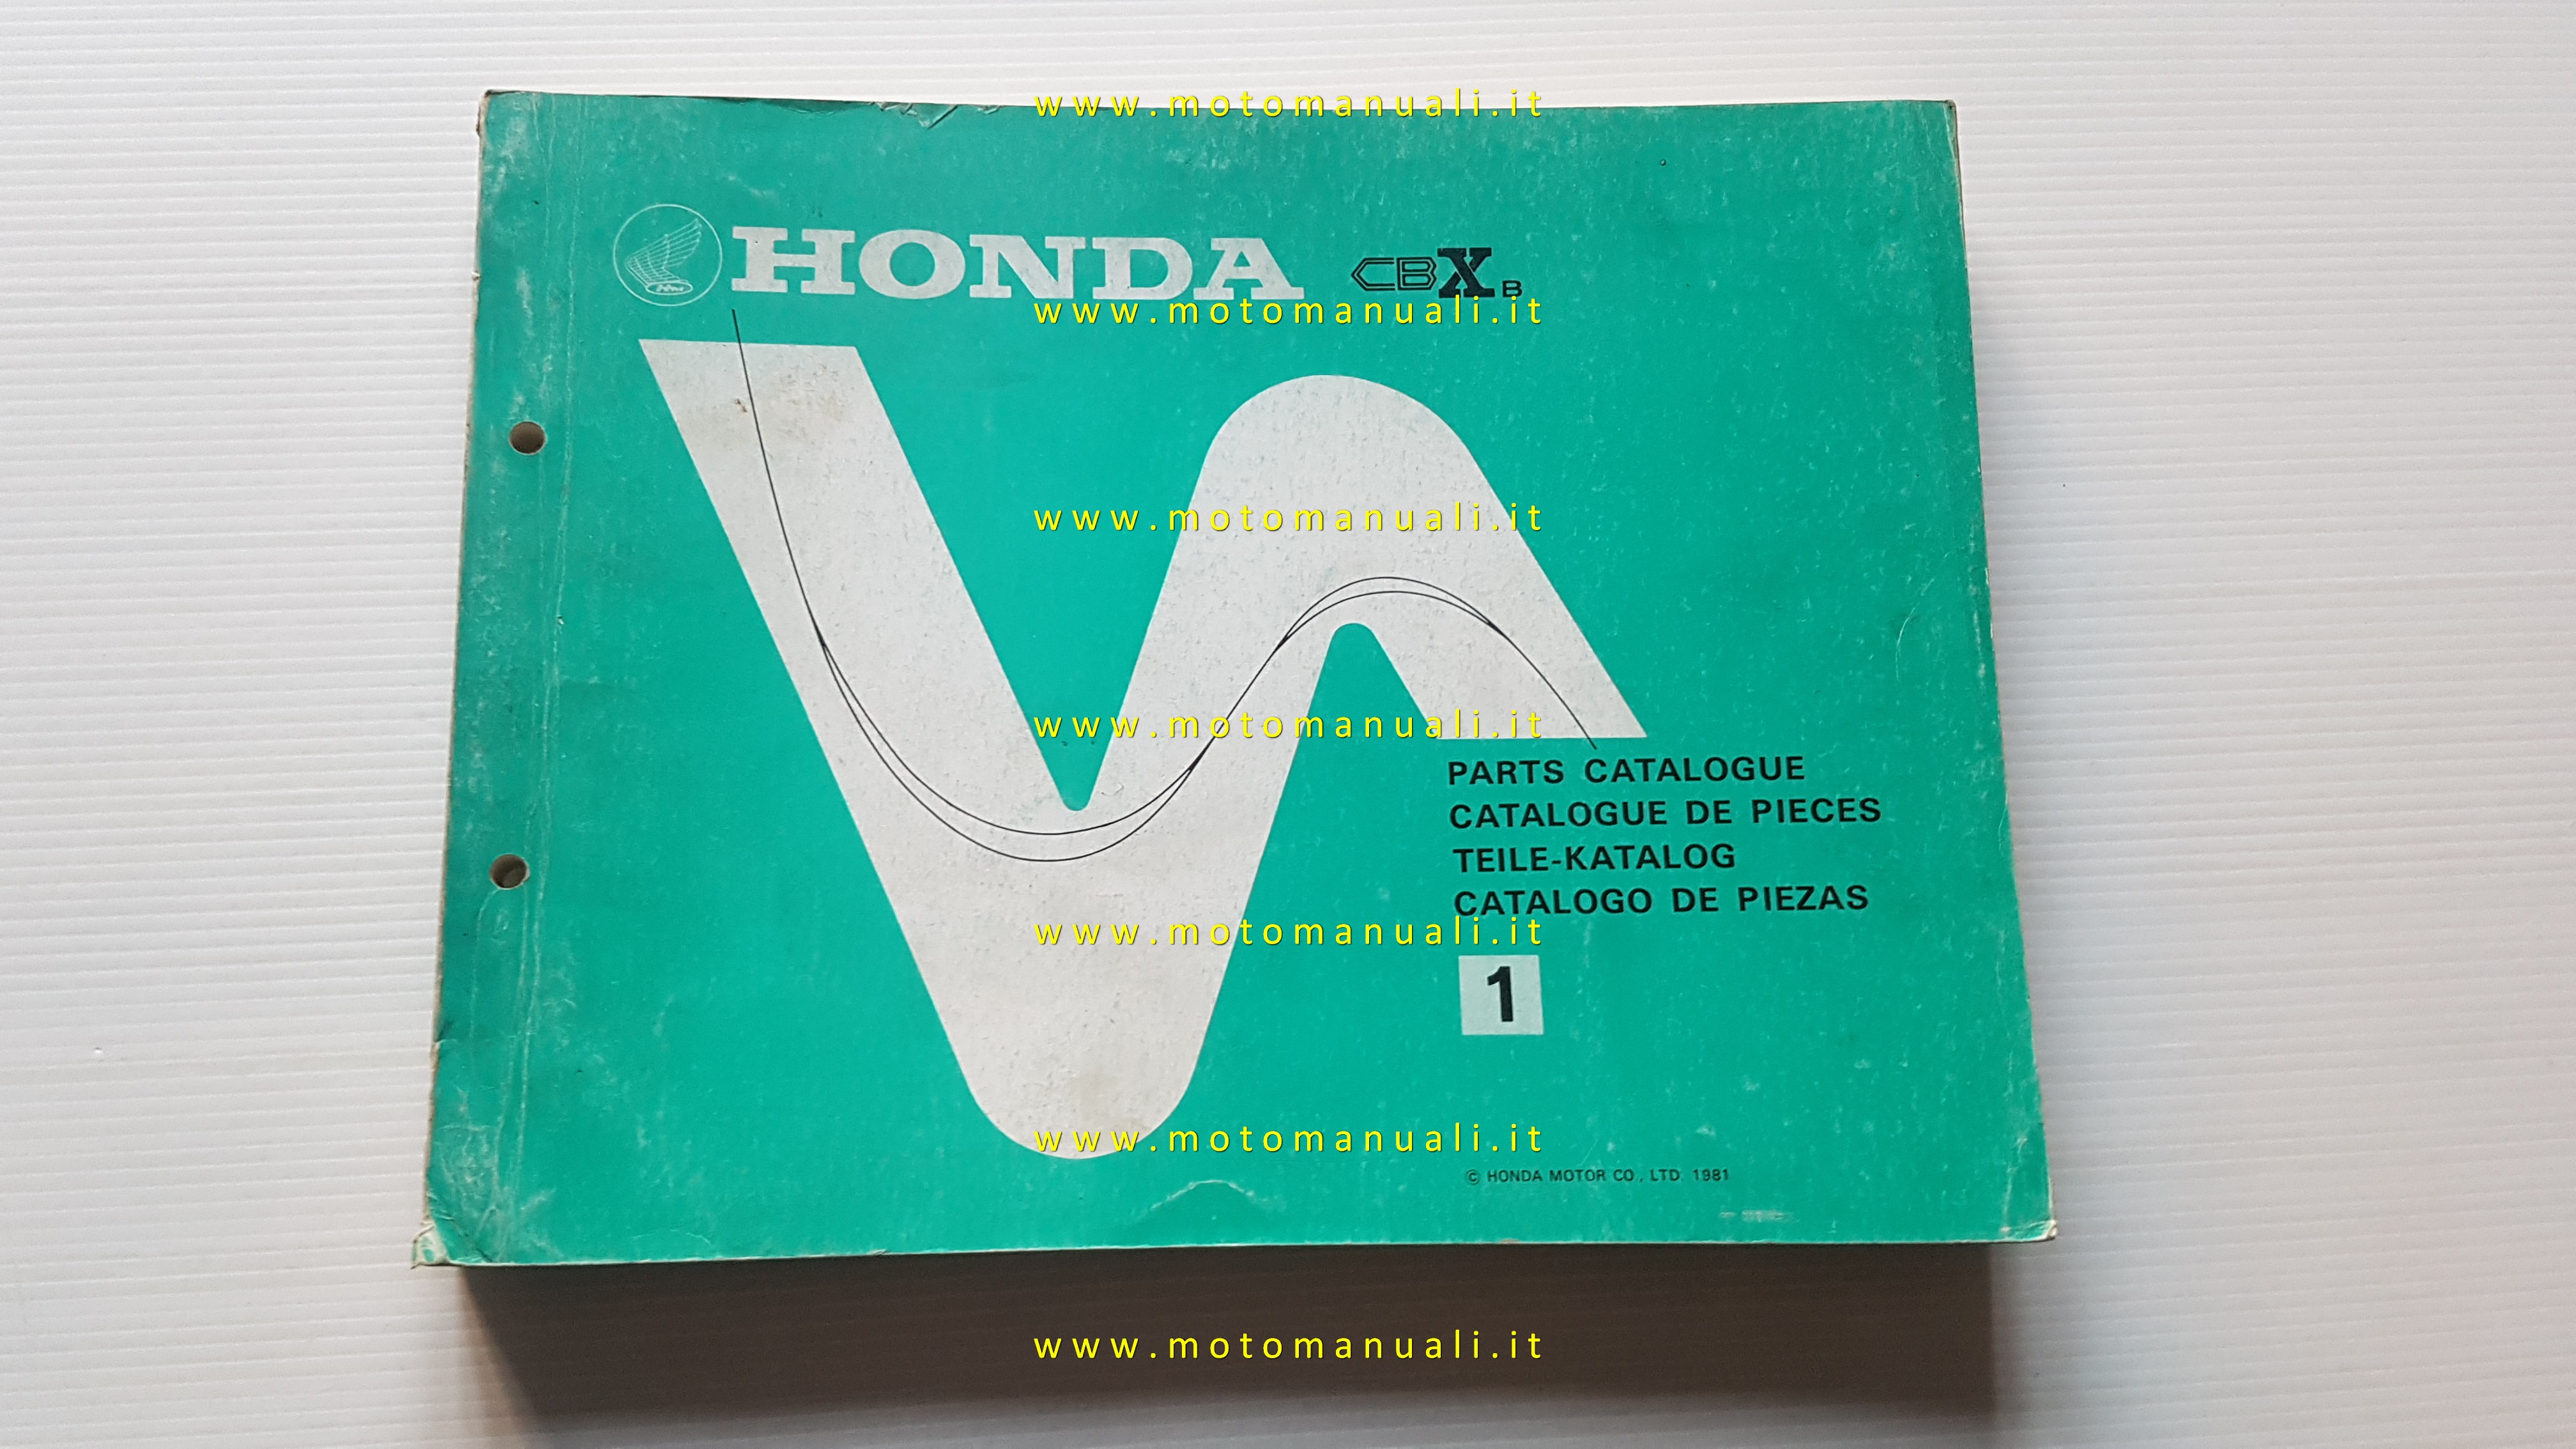 www.motomanuali.it
HONDA CBX B
www.motomanuali.it
www.motomanuali.it
www.motomanuali.it
PARTS CATALOGUE
CATALOGUE DE PIECES
TEILE-KATALOG
CATALOGO DE PIEZAS
www.motomanuali.it
1
www.motomanuali.it
© HONDA MOTOR CO., LTD. 1981
www.motomanuali.it